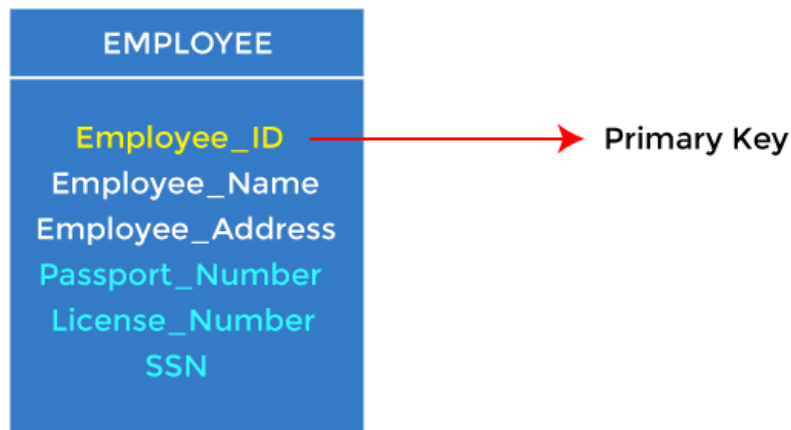 EMPLOYEE
Employee_ID
Primary Key
Employee_Name
Employee_Address
Passport_Number
License_Number
SSN